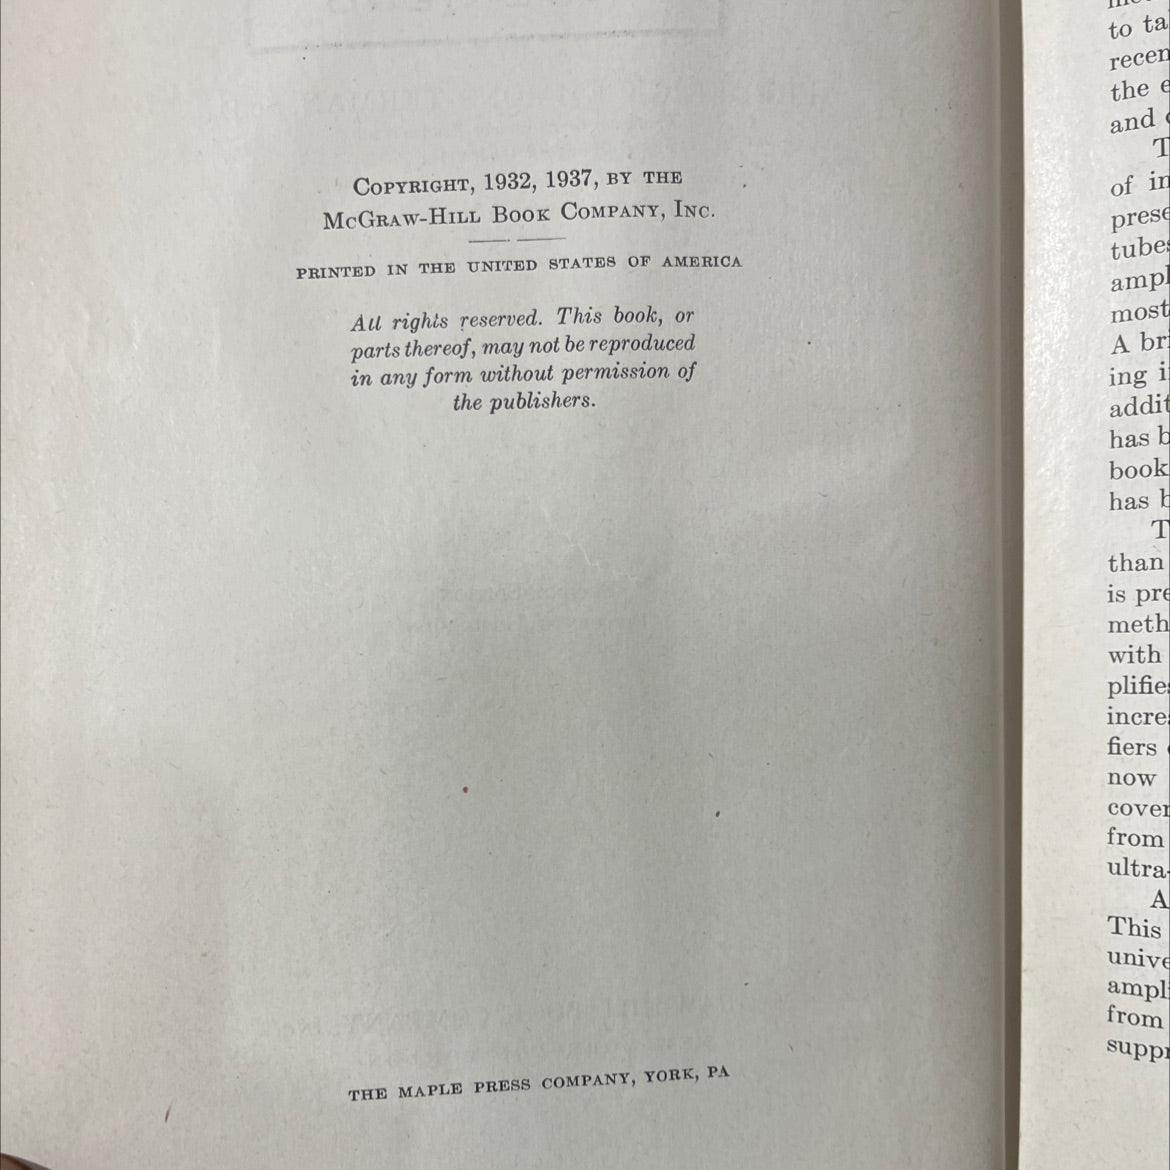 COPYRIGHT, 1932, 1937, BY THE
MCGRAW-HILL BOOK COMPANY, INC.
PRINTED IN THE UNITED STATES OF AMERICA
All rights reserved. This book, or
parts thereof, may not be reproduced
in any form without permission of
the publishers.
THE MAPLE PRESS COMPANY, YORK, PA
to ta
recen
the e
and
T
of in
prese
tubes
ampl
most
A bri
ing i
addit
has b
book
has b
T
than
is pre
meth
with
plifie
incre
fiers
now
cover
from
ultra-
A
This
unive
ampl
from
suppr